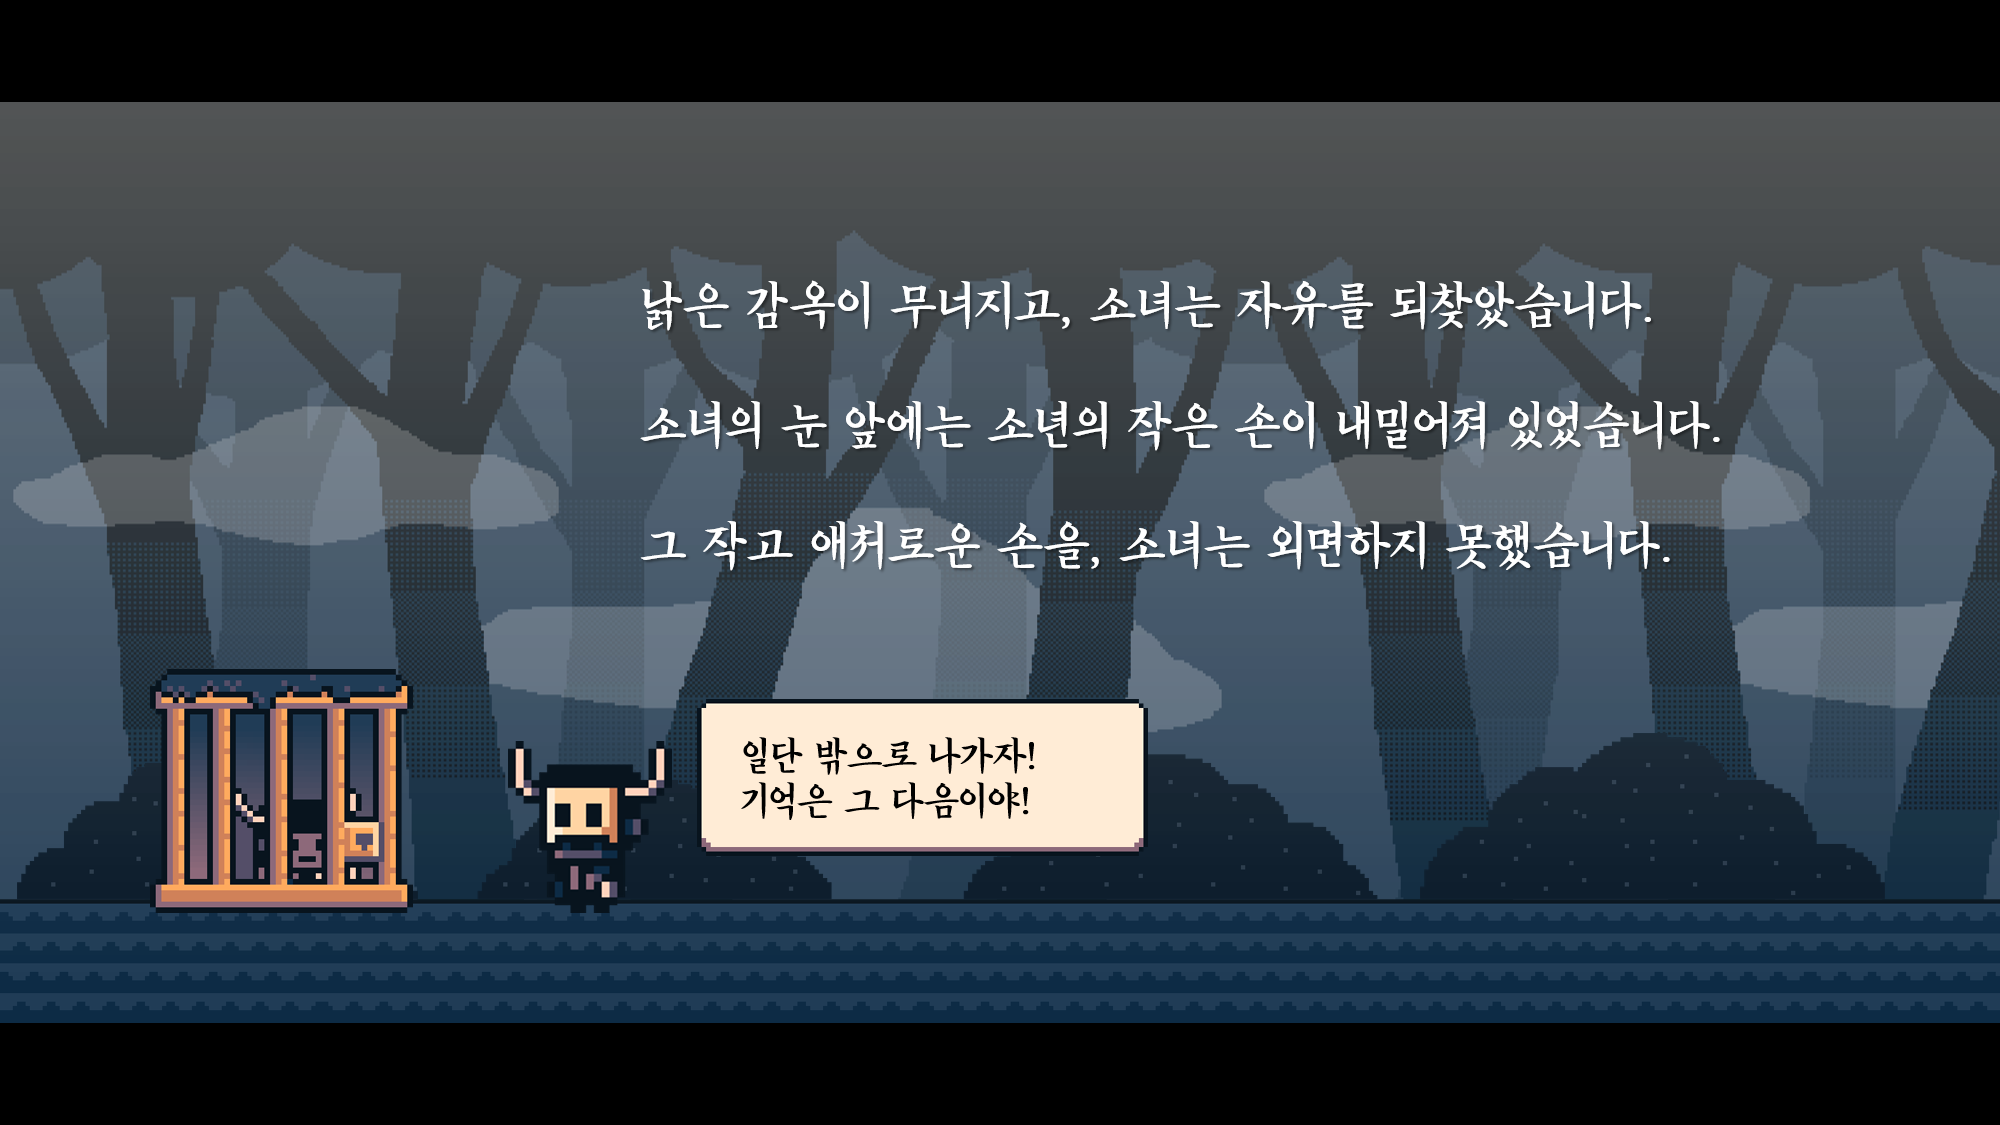 낡은 감옥이 무너지고, 소녀는 자유를 되찾았습니다.
소녀의 눈 앞에는 소년의 작은 손이 내밀어져 있었습니다.
그 작고 애처로운 손을, 소녀는 외면하지 못했습니다.
일단 밖으로 나가자!
기억은 그 다음이야!